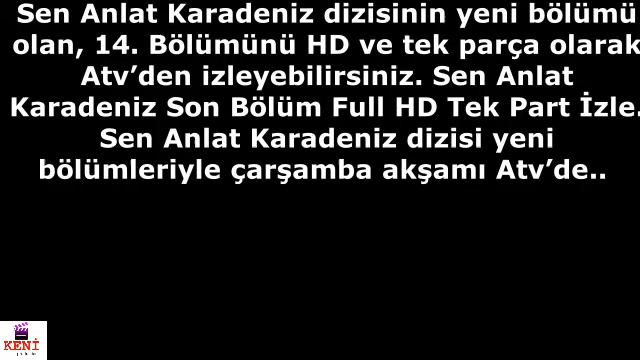 Sen Anlat Karadeniz dizisinin yeni bölümü
olan, 14. Bölümünü HD ve tek parça olarak
Atv’den izleyebilirsiniz. Sen Anlat
Karadeniz Son Bölüm Full HD Tek Part İzle.
Sen Anlat Karadeniz dizisi yeni
bölümleriyle çarşamba akşamı Atv’de..
KENİ